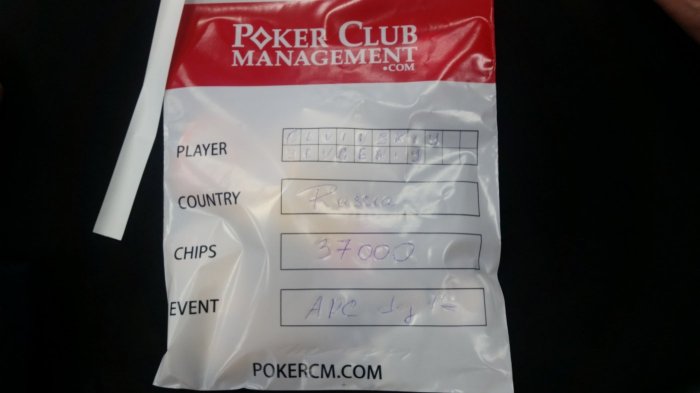 POKER CLUB
MANAGEMENT
.COM
PLAYER
COUNTRY Russia
CHIPS 37000
EVENT APC
POKERCM.COM